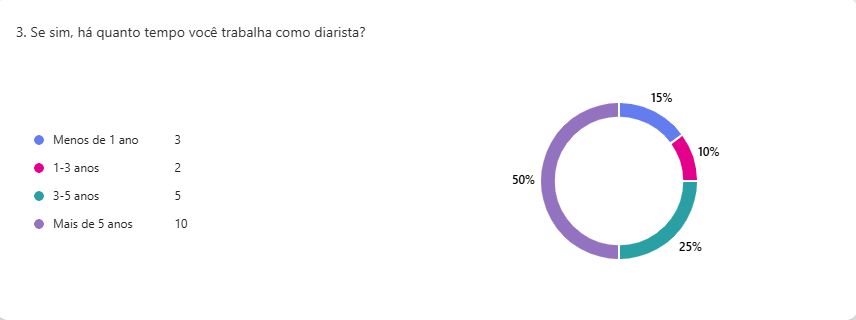 3. Se sim, há quanto tempo você trabalha como diarista?
Menos de 1 ano 3
1-3 anos 2
3-5 anos 5
Mais de 5 anos 10
15%
10%
50%
25%